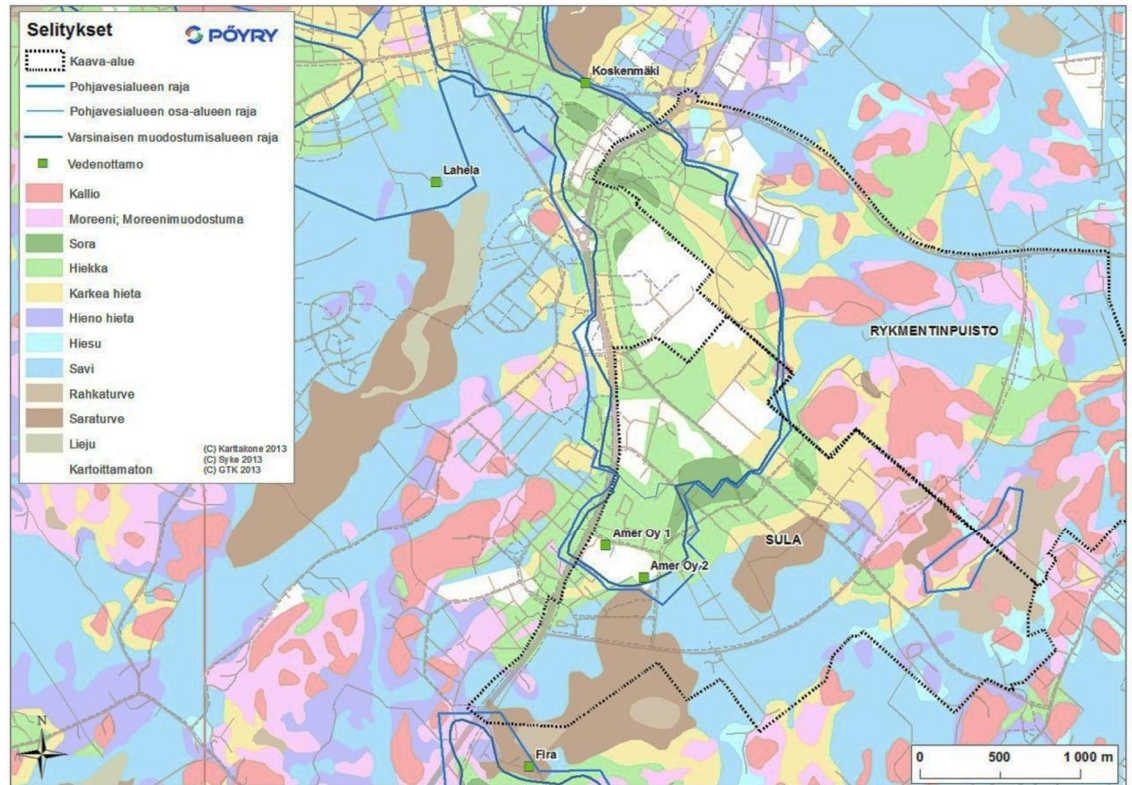 Selitykset
PÖYRY
Kaava-alue
Pohjavesialueen raja
Pohjavesialueen osa-alueen raja
Varsinaisen muodostumisalueen raja
Vedenottamo
Kallio
Moreeni; Moreenimuodostuma
Sora
Hiekka
Karkea hieta
Hieno hieta
Hiesu
Savi
Rahkaturve
Saraturve
Lieju
Kartoittamaton
(C) Karttakone 2013
(C) Syke 2013
(C) GTK 2013
Koskenmäki
Lahela
RYKMENTINPUISTO
Amer Oy 1
SULA
Amer Oy 2
Fira
N
0 500 1 000 m